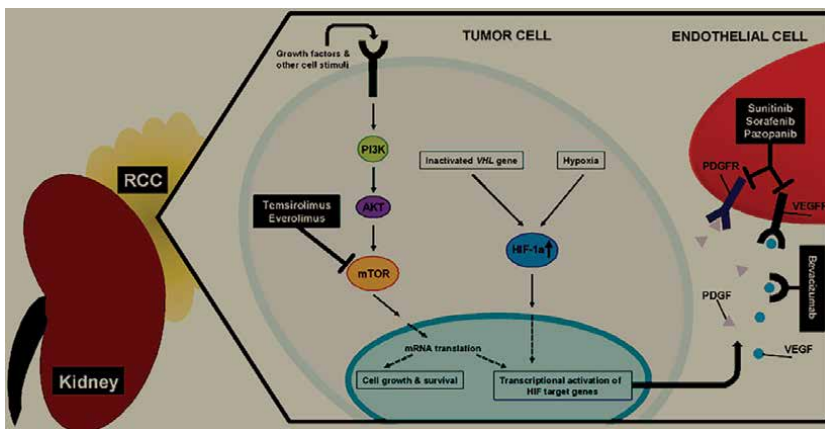 TUMOR CELL
ENDOTHELIAL CELL
Growth factors &
other cell stimuli
Sunitinib
Sorafenib
Pazopanib
PI3K
Inactivated VHL gene
Hypoxia
PDGFR
RCC
VEGFR
Temsirolimus
Everolimus
AKT
HIF-1a
mTOR
Bevacizumab
PDGF
mRNA translation
VEGF
Kidney
Cell growth & survival
Transcriptional activation of
HIF target genes